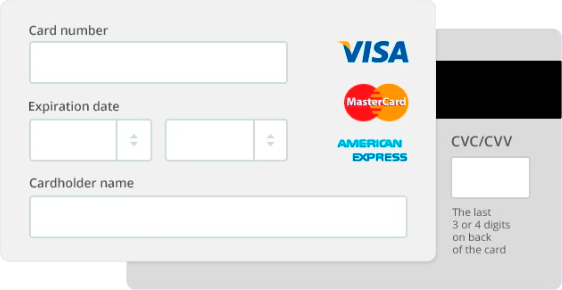 Card number
VISA
MasterCard
Expiration date
AMERICAN
EXPRESS
CVC/CVV
Cardholder name
The last
3 or 4 digits
on back
of the card